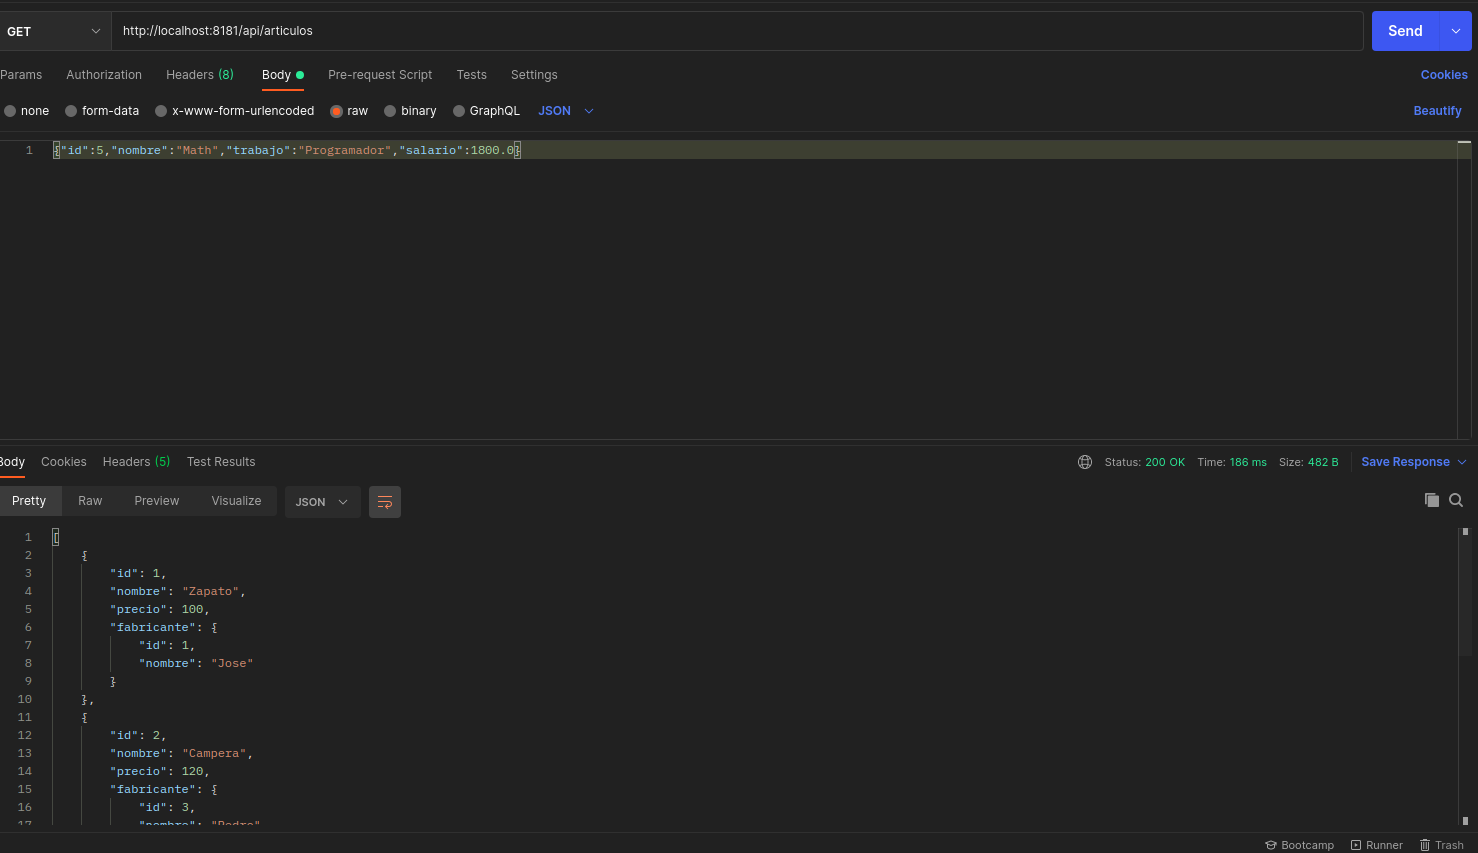 GET http://localhost:8181/api/articulos Send
Params Authorization Headers (8) Body Pre-request Script Tests Settings Cookies
none form-data x-www-form-urlencoded raw binary GraphQL JSON Beautify
1 {"id":5,"nombre":"Math","trabajo":"Programador","salario":1800.0}
Body Cookies Headers (5) Test Results Status: 200 OK Time: 186 ms Size: 482 B Save Response
Pretty Raw Preview Visualize JSON
1 [
2 {
3 "id": 1,
4 "nombre": "Zapato",
5 "precio": 100,
6 "fabricante": {
7 "id": 1,
8 "nombre": "Jose"
9 }
10 },
11 {
12 "id": 2,
13 "nombre": "Campera",
14 "precio": 120,
15 "fabricante": {
16 "id": 3,
17 "nombre": "Pedro"
Bootcamp Runner Trash